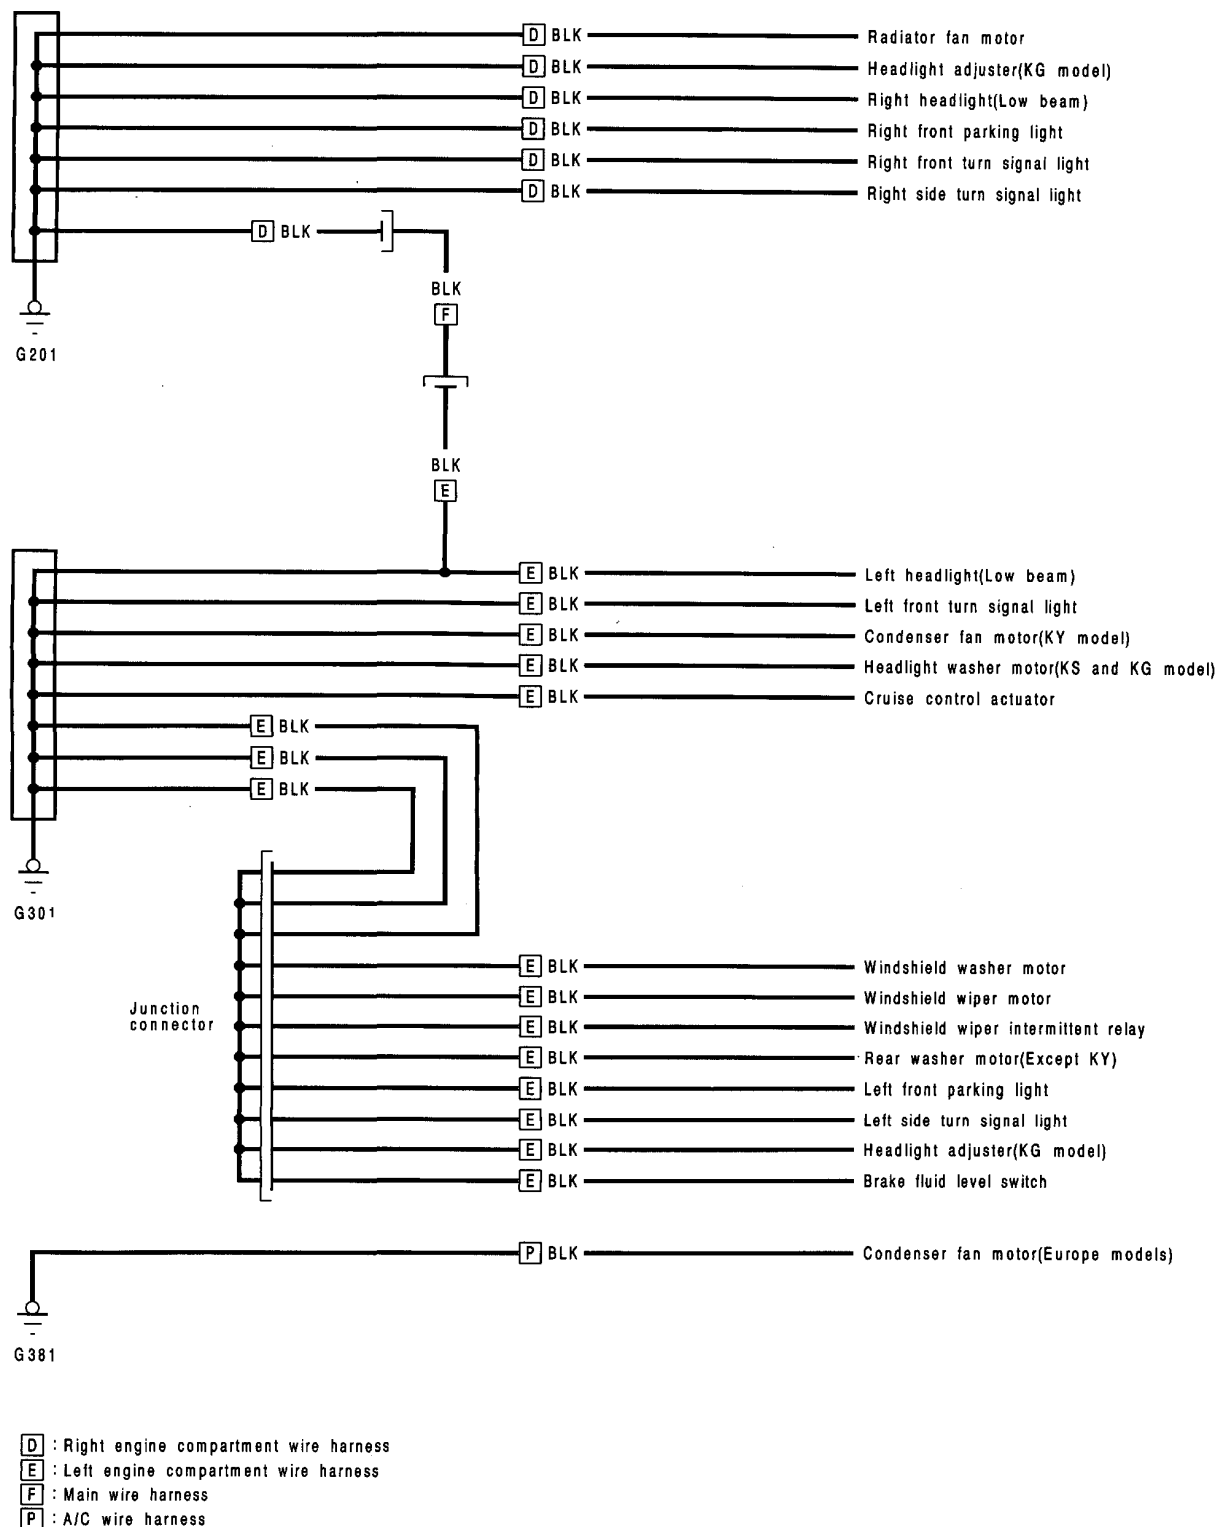 D BLK Radiator fan motor
D BLK Headlight adjuster(KG model)
D BLK Right headlight(Low beam)
D BLK Right front parking light
D BLK Right front turn signal light
D BLK Right side turn signal light
D BLK
BLK
F
G201
BLK
E
E BLK Left headlight(Low beam)
E BLK Left front turn signal light
E BLK Condenser fan motor(KY model)
E BLK Headlight washer motor(KS and KG model)
E BLK Cruise control actuator
E BLK
E BLK
E BLK
G301
E BLK Windshield washer motor
E BLK Windshield wiper motor
Junction
connector
E BLK Windshield wiper intermittent relay
E BLK Rear washer motor(Except KY)
E BLK Left front parking light
E BLK Left side turn signal light
E BLK Headlight adjuster(KG model)
E BLK Brake fluid level switch
P BLK Condenser fan motor(Europe models)
G381
D : Right engine compartment wire harness
E : Left engine compartment wire harness
F : Main wire harness
P : A/C wire harness